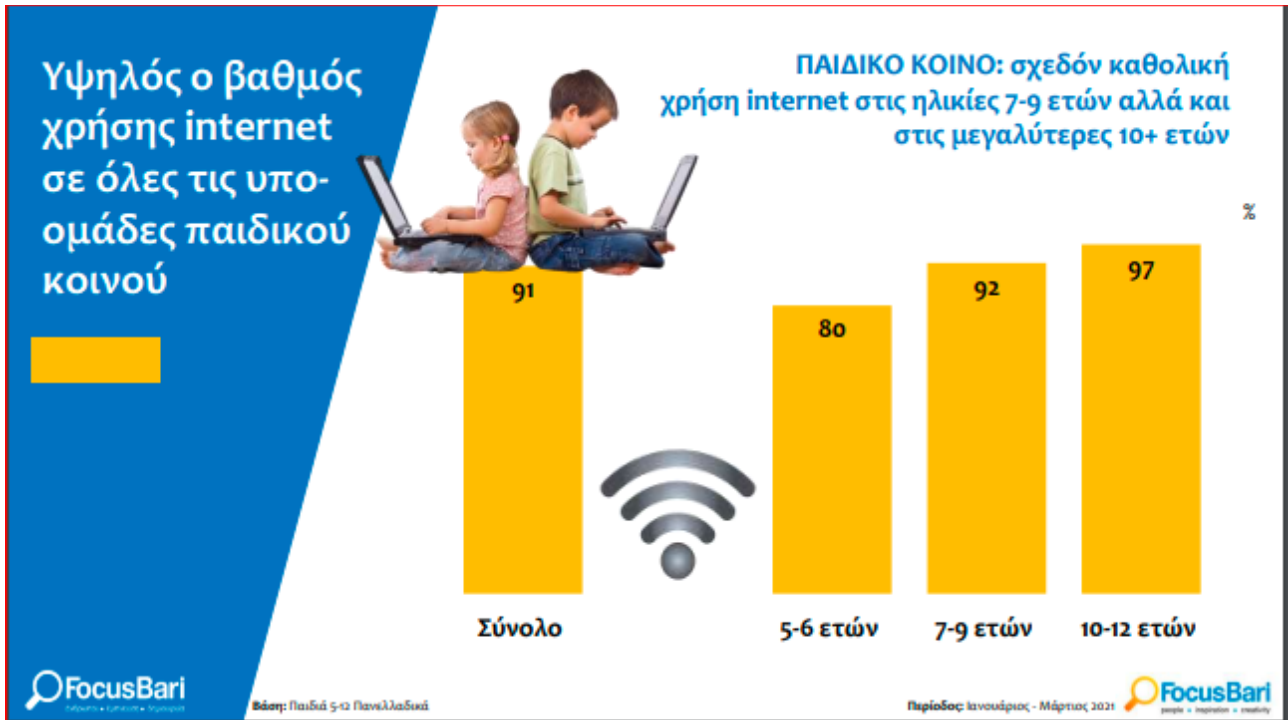 Υψηλός ο βαθμός
χρήσης internet
σε όλες τις υπο-
ομάδες παιδικού
κοινού
ΠΑΙΔΙΚΟ ΚΟΙΝΟ: σχεδόν καθολική
χρήση internet στις ηλικίες 7-9 ετών αλλά και
στις μεγαλύτερες 10+ ετών
%
91
80
92
97
Σύνολο
5-6 ετών
7-9 ετών
10-12 ετών
FocusBari
Βάση: Παιδιά 5-12 Πανελλαδικά
Περίοδος: Ιανουάριος - Μάρτιος 2021
FocusBari
people • inspiration • creativity